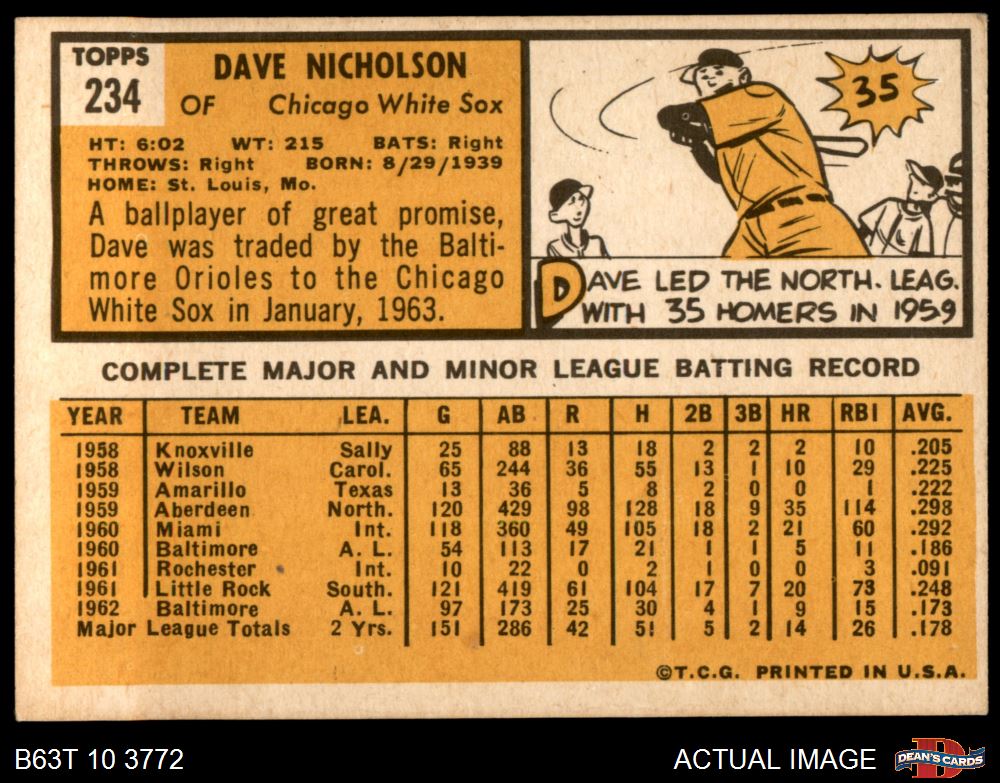 TOPPS
234
DAVE NICHOLSON
OF Chicago White Sox
HT: 6:02 WT: 215 BATS: Right
THROWS: Right BORN: 8/29/1939
HOME: St. Louis, Mo.
A ballplayer of great promise,
Dave was traded by the Balti-
more Orioles to the Chicago
White Sox in January, 1963.
35
DAVE LED THE NORTH. LEAG.
WITH 35 HOMERS IN 1959
COMPLETE MAJOR AND MINOR LEAGUE BATTING RECORD
YEAR TEAM LEA. G AB R H 2B 3B HR RBI AVG.
1958 Knoxville Sally 25 88 13 18 2 2 2 10 .205
1958 Wilson Carol. 65 244 36 55 13 1 10 29 .225
1959 Amarillo Texas 13 36 5 8 2 0 0 1 .222
1959 Aberdeen North. 120 429 98 128 18 9 35 114 .298
1960 Miami Int. 118 360 49 105 18 2 21 60 .292
1960 Baltimore A. L. 54 113 17 21 1 1 5 11 .186
1961 Rochester Int. 10 22 0 2 1 0 0 3 .091
1961 Little Rock South. 121 419 61 104 17 7 20 73 .248
1962 Baltimore A. L. 97 173 25 30 4 1 9 15 .173
Major League Totals 2 Yrs. 151 286 42 51 5 2 14 26 .178
©T.C.G. PRINTED IN U.S.A.
B63T 10 3772 ACTUAL IMAGE
DEAN'S CARDS